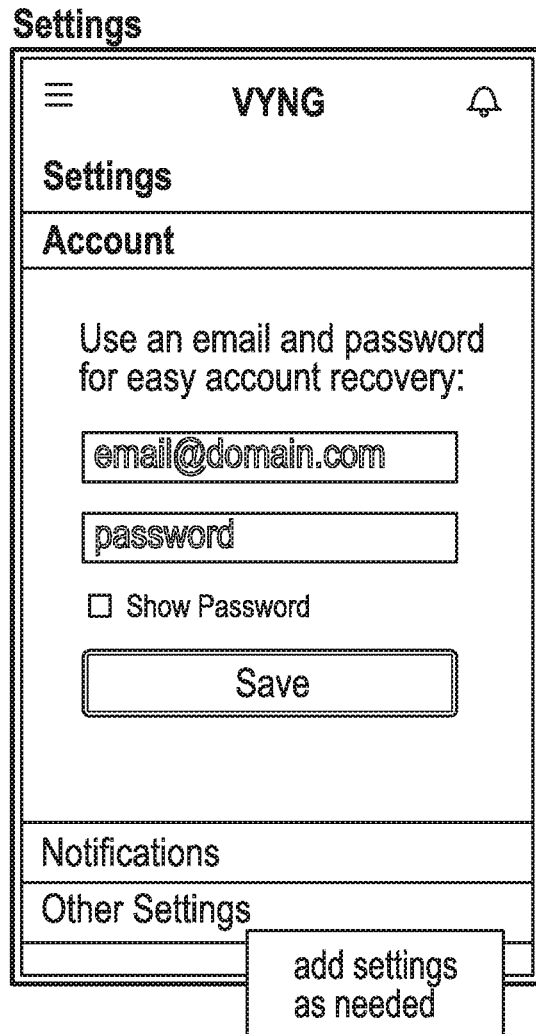 Settings
VYNG
Settings
Account
Use an email and password
for easy account recovery:
email@domain.com
password
Show Password
Save
Notifications
Other Settings
add settings
as needed